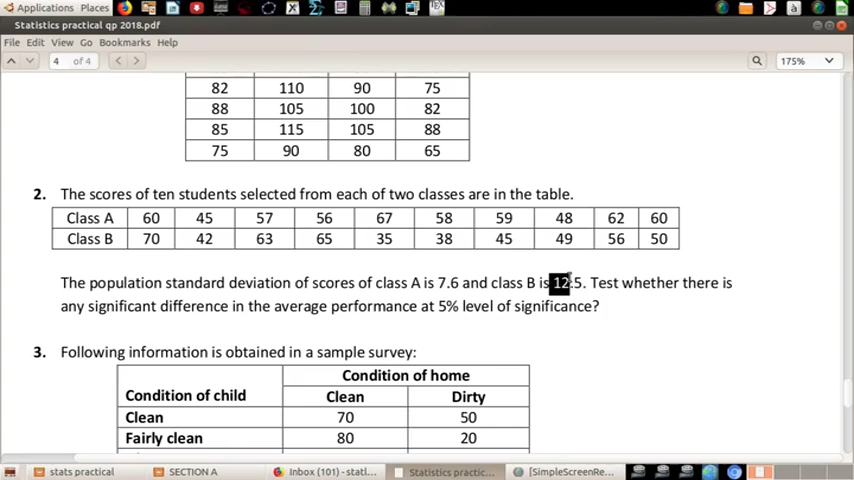 Applications Places
Statistics practical qp 2018.pdf
File Edit View Go Bookmarks Help
4 of 4 175%
82 110 90 75
88 105 100 82
85 115 105 88
75 90 80 65
2. The scores of ten students selected from each of two classes are in the table.
Class A 60 45 57 56 67 58 59 48 62 60
Class B 70 42 63 65 35 38 45 49 56 50
The population standard deviation of scores of class A is 7.6 and class B is 12.5. Test whether there is
any significant difference in the average performance at 5% level of significance?
3. Following information is obtained in a sample survey:
Condition of child Condition of home
Clean Dirty
Clean 70 50
Fairly clean 80 20
stats practical SECTION A Inbox (101) - statl... Statistics practic... [SimpleScreenRe...